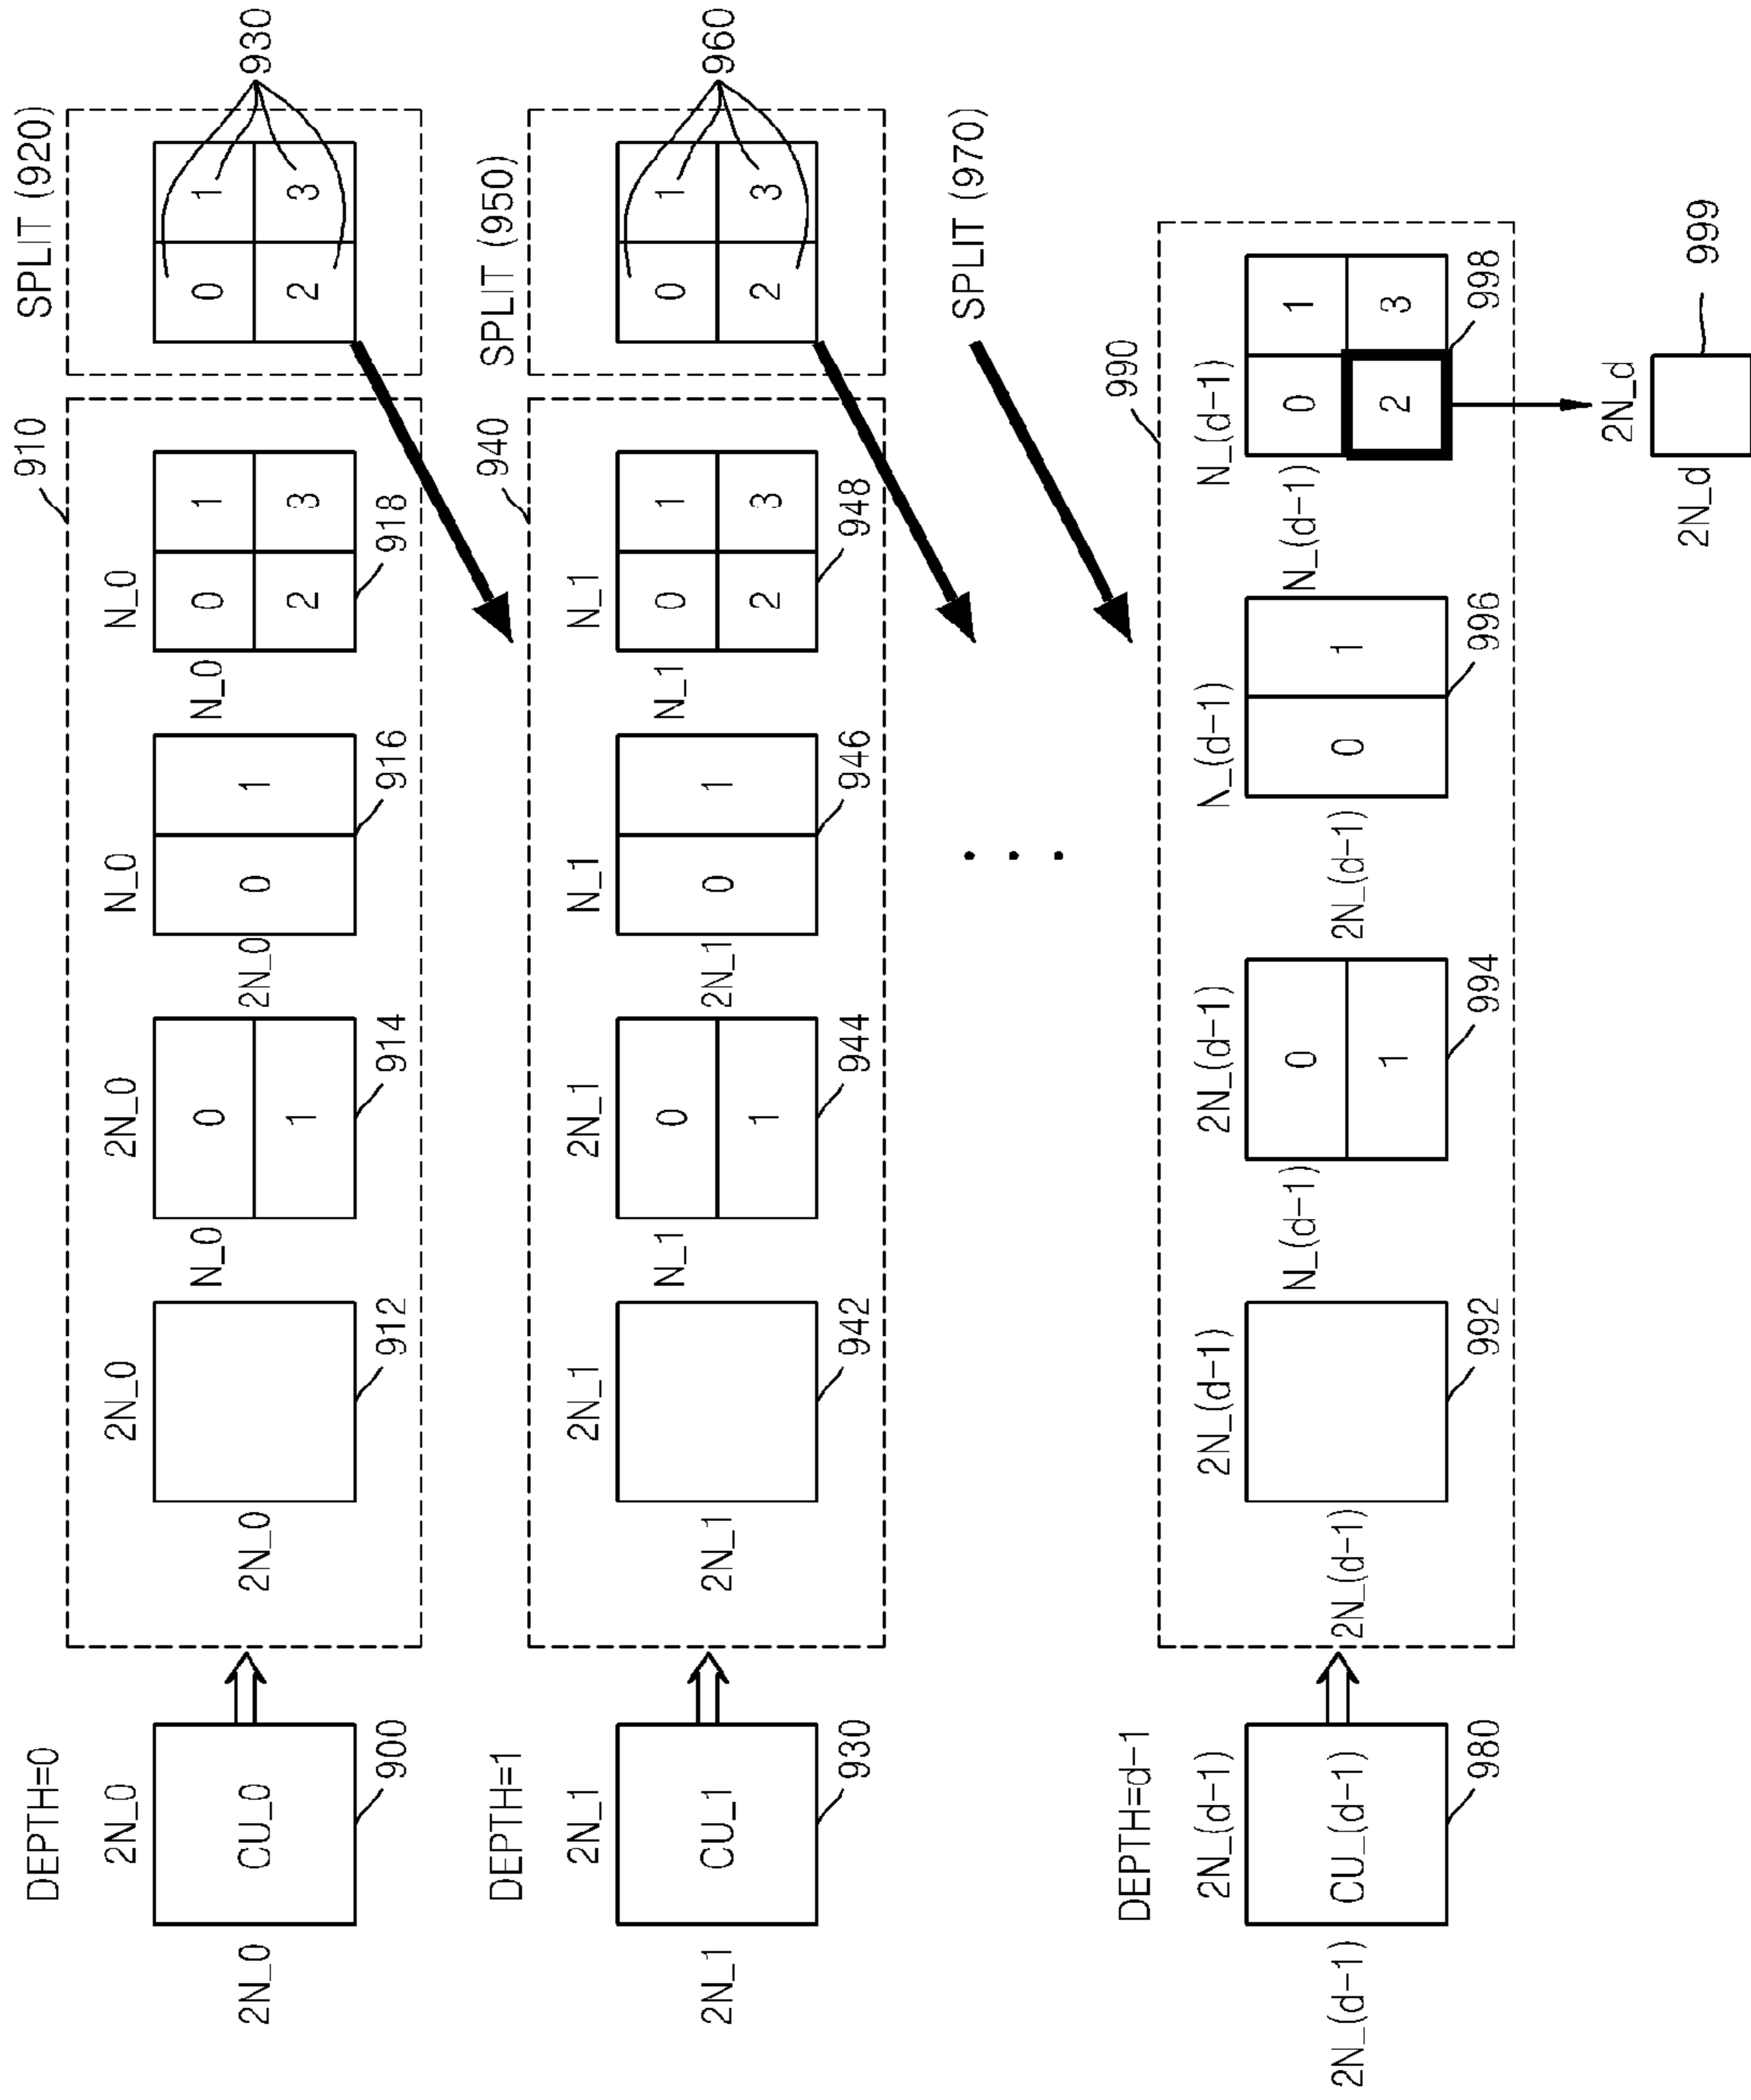 DEPTH=0
2N_0
2N_0
CU_0
900
910
2N_0
2N_0
912
2N_0
N_0
0
1
914
N_0
2N_0
0
1
916
N_0
N_0
0
1
2
3
918
SPLIT (920)
0
1
2
3
930
DEPTH=1
2N_1
2N_1
CU_1
930
940
2N_1
2N_1
942
2N_1
N_1
0
1
944
N_1
2N_1
0
1
946
N_1
N_1
0
1
2
3
948
SPLIT (950)
0
1
2
3
960
SPLIT (970)
DEPTH=d-1
2N_(d-1)
2N_(d-1)
CU_(d-1)
980
990
2N_(d-1)
2N_(d-1)
992
2N_(d-1)
N_(d-1)
0
1
994
N_(d-1)
2N_(d-1)
0
1
996
N_(d-1)
N_(d-1)
0
1
2
3
998
2N_d
2N_d
999